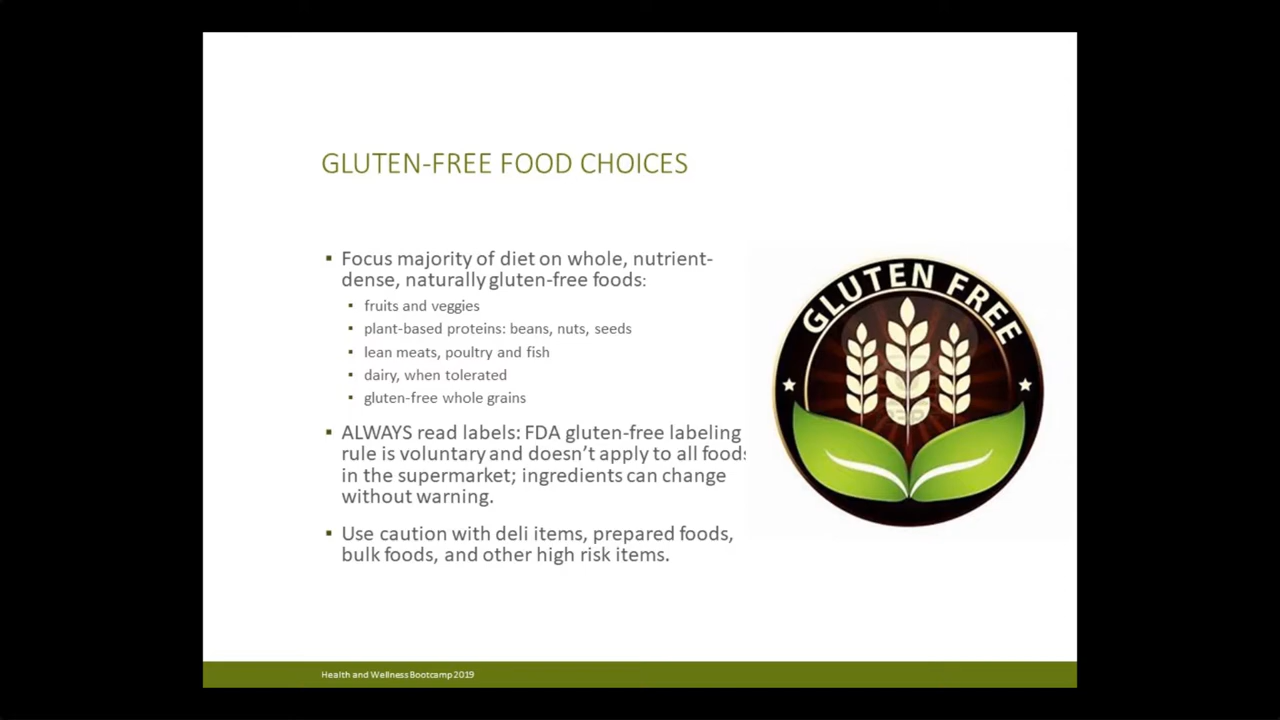 GLUTEN-FREE FOOD CHOICES
Focus majority of diet on whole, nutrient-
dense, naturally gluten-free foods:
fruits and veggies
plant-based proteins: beans, nuts, seeds
lean meats, poultry and fish
dairy, when tolerated
gluten-free whole grains
ALWAYS read labels: FDA gluten-free labeling
rule is voluntary and doesn't apply to all foods
in the supermarket; ingredients can change
without warning.
Use caution with deli items, prepared foods,
bulk foods, and other high risk items.
GLUTEN FREE
Health and Wellness Bootcamp 2019